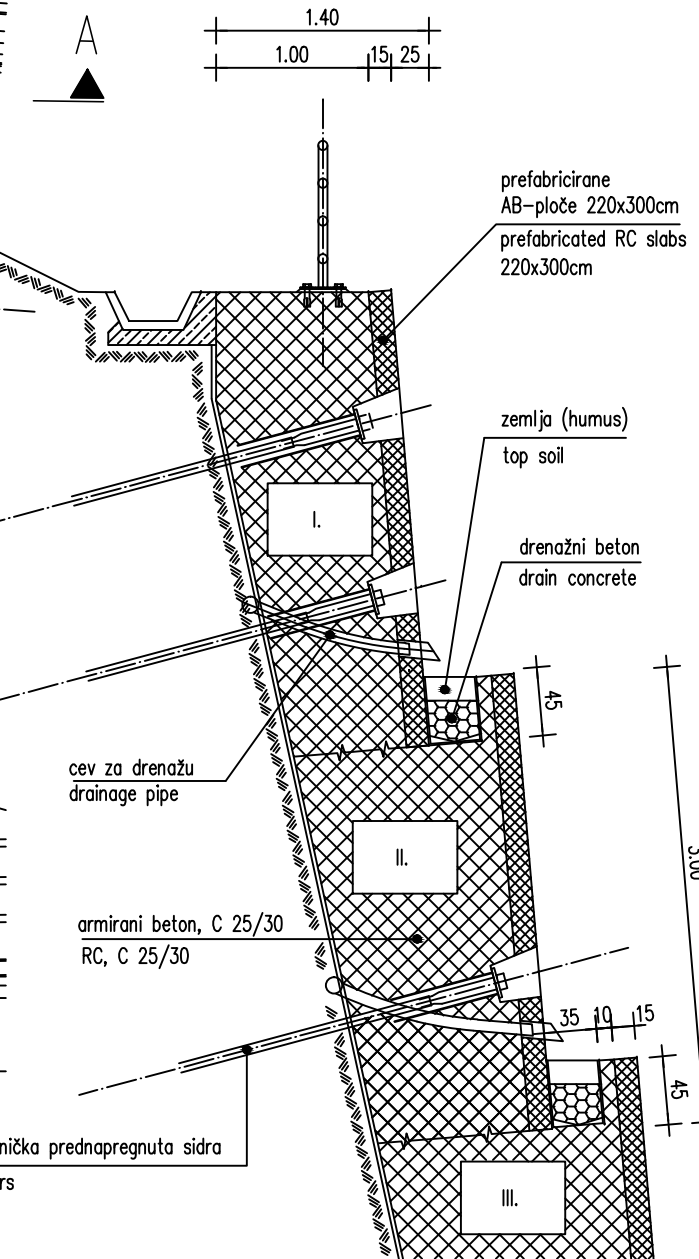 A
1.40
1.00 15 25
prefabricirane
AB-ploče 220x300cm
prefabricated RC slabs
220x300cm
zemlja (humus)
top soil
I.
drenažni beton
drain concrete
45
cev za drenažu
drainage pipe
II.
armirani beton, C 25/30
RC, C 25/30
35 10 15
45
prednapregnuta sidra
III.